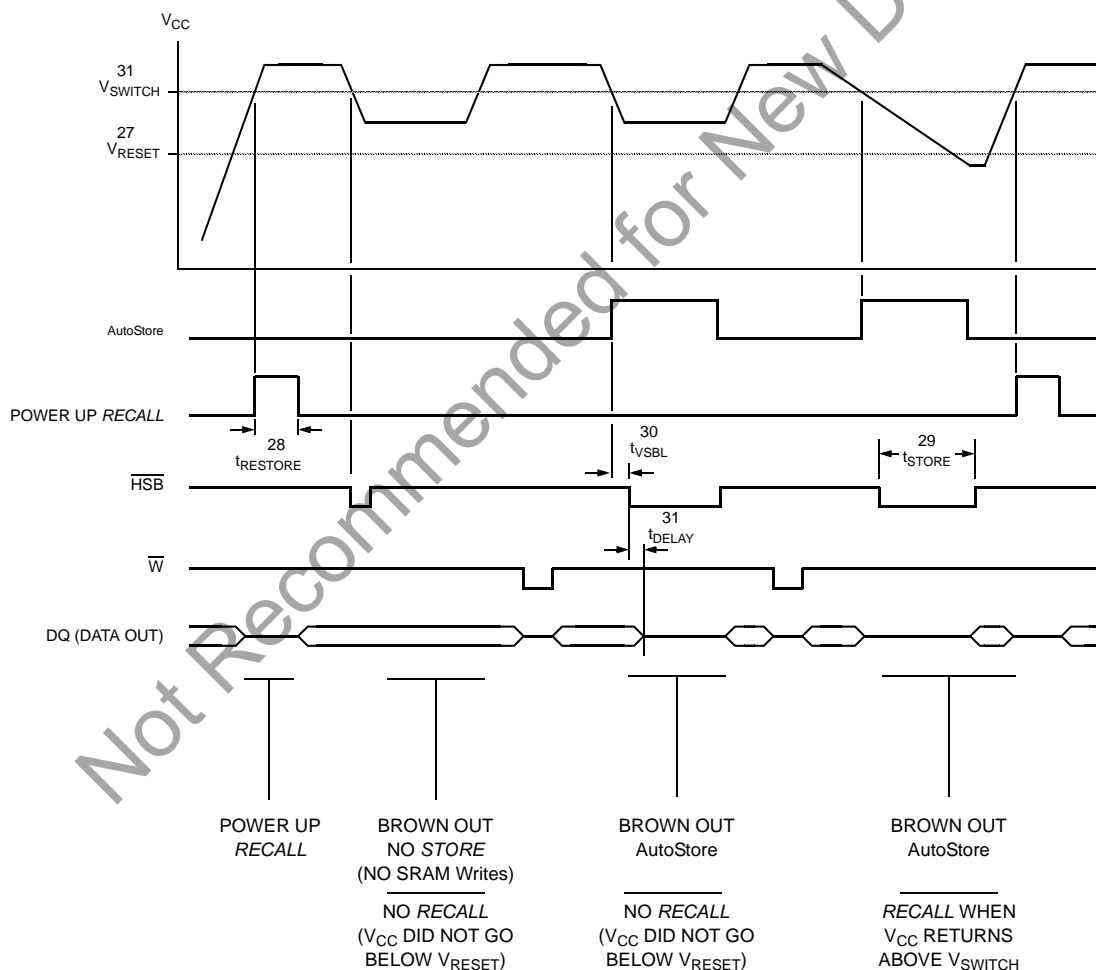 V_CC
31
V_SWITCH
27
V_RESET
AutoStore
POWER UP RECALL
28
t_RESTORE
30
t_VSBL
29
t_STORE
HSB
31
t_DELAY
W
DQ (DATA OUT)
POWER UP
RECALL
BROWN OUT
NO STORE
(NO SRAM Writes)
NO RECALL
(V_CC DID NOT GO
BELOW V_RESET)
BROWN OUT
AutoStore
NO RECALL
(V_CC DID NOT GO
BELOW V_RESET)
BROWN OUT
AutoStore
RECALL WHEN
V_CC RETURNS
ABOVE V_SWITCH
Not Recommended for New D